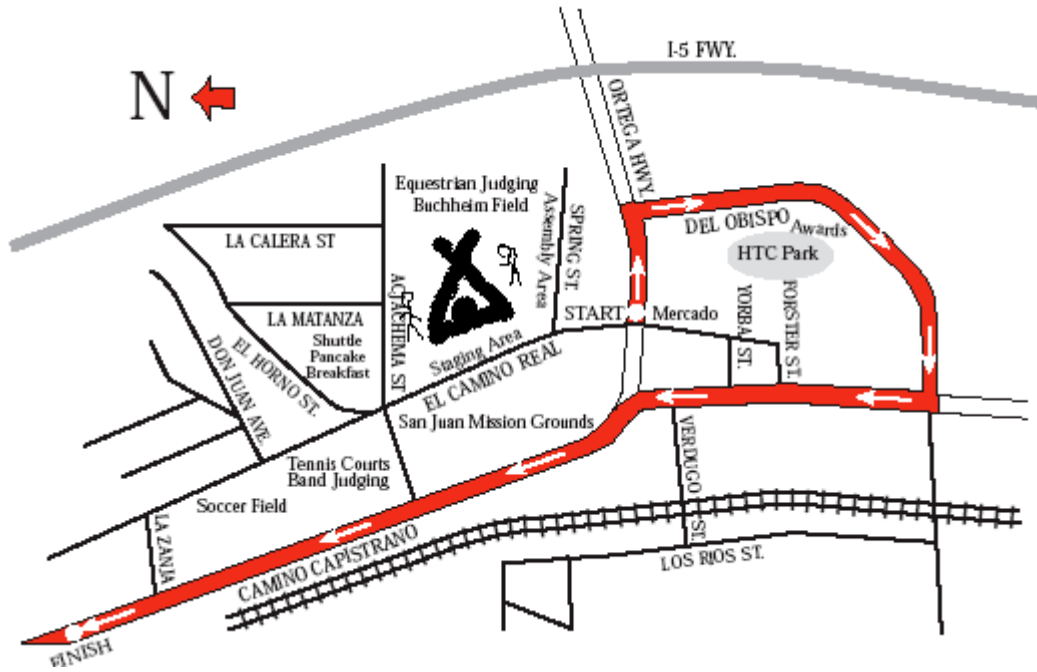 I-5 FWY.
N
ORTEGA HWY.
Equestrian Judging
Buchheim Field
Assembly Area
SPRING ST.
DEL OBISPO
Awards
HTC Park
LA CALERA ST
ACJACHEMA ST
LA MATANZA
Shuttle
Pancake
Breakfast
START
Mercado
YORBA ST.
FORSTER ST.
Staging Area
EL CAMINO REAL
DON JUAN AVE.
EL HORNO ST.
San Juan Mission Grounds
Tennis Courts
Band Judging
Soccer Field
VERDUGO ST.
LA ZANJA
CAMINO CAPISTRANO
LOS RIOS ST.
FINISH